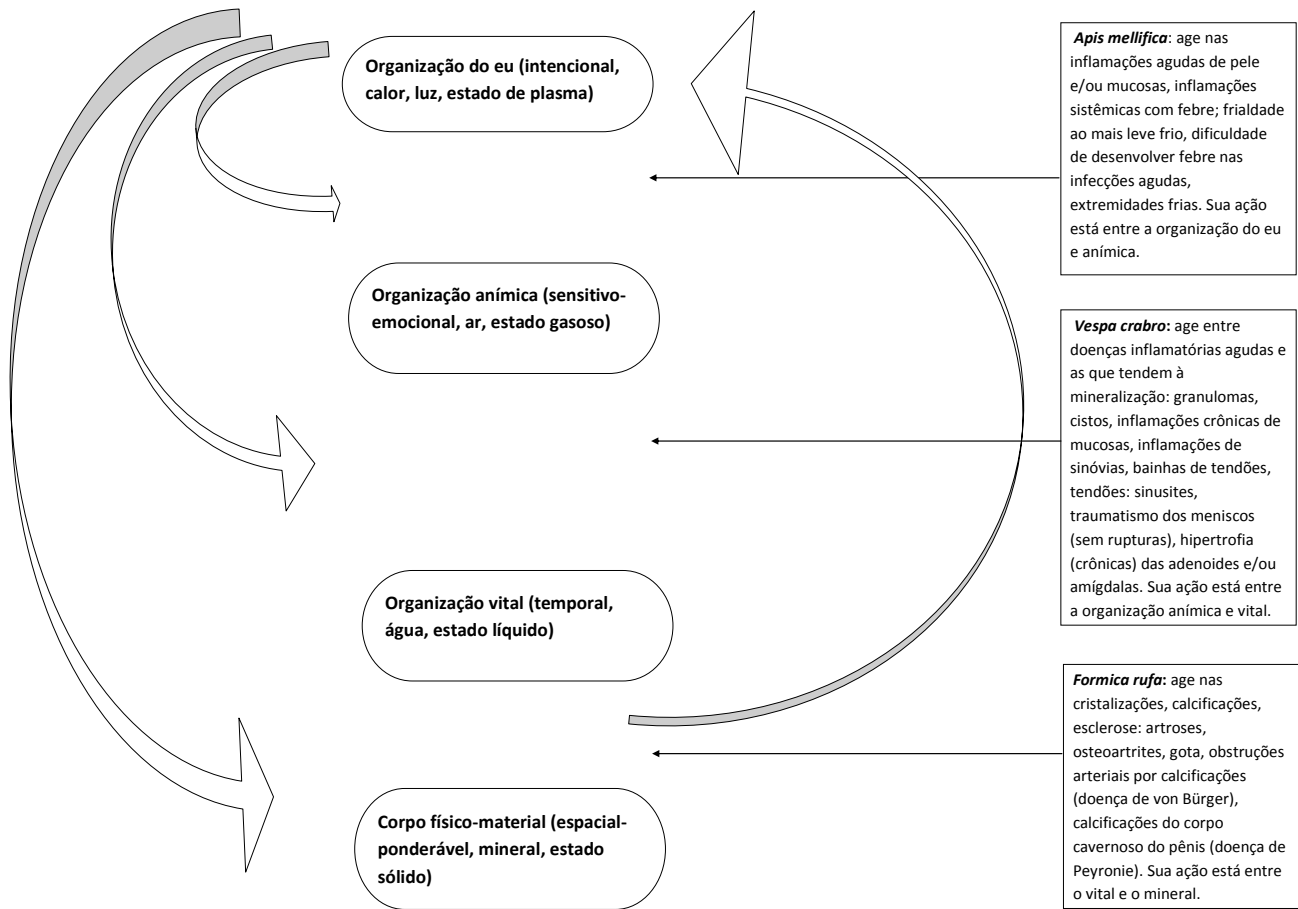 Organização do eu (intencional,
calor, luz, estado de plasma)
Organização anímica (sensitivo-
emocional, ar, estado gasoso)
Organização vital (temporal,
água, estado líquido)
Corpo físico-material (espacial-
ponderável, mineral, estado
sólido)
Apis mellifica: age nas
inflamações agudas de pele
e/ou mucosas, inflamações
sistêmicas com febre; frialdade
ao mais leve frio, dificuldade
de desenvolver febre nas
infecções agudas,
extremidades frias. Sua ação
está entre a organização do eu
e anímica.
Vespa crabro: age entre
doenças inflamatórias agudas e
as que tendem à
mineralização: granulomas,
cistos, inflamações crônicas de
mucosas, inflamações de
sinóvias, bainhas de tendões,
tendões: sinusites,
traumatismo dos meniscos
(sem rupturas), hipertrofia
(crônicas) das adenoides e/ou
amígdalas. Sua ação está entre
a organização anímica e vital.
Formica rufa: age nas
cristalizações, calcificações,
esclerose: artroses,
osteoartrites, gota, obstruções
arteriais por calcificações
(doença de von Bürger),
calcificações do corpo
cavernoso do pênis (doença de
Peyronie). Sua ação está entre
o vital e o mineral.